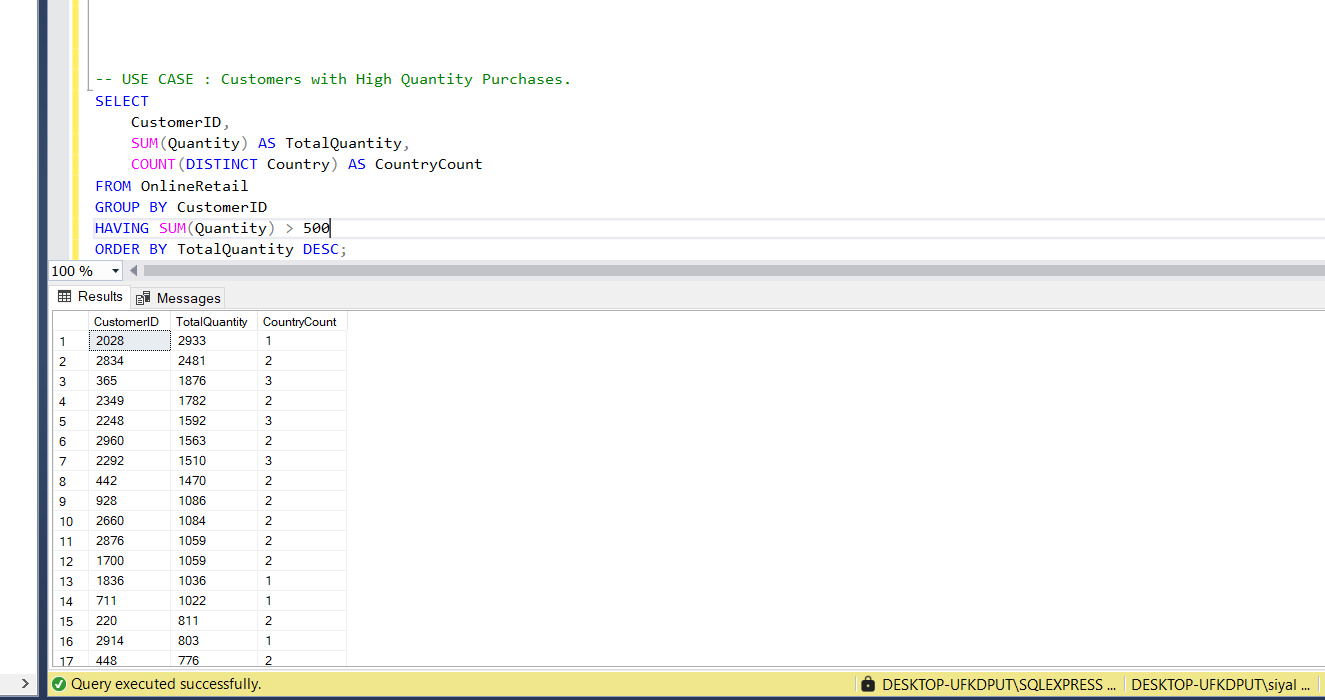 -- USE CASE : Customers with High Quantity Purchases.
SELECT
CustomerID,
SUM(Quantity) AS TotalQuantity,
COUNT(DISTINCT Country) AS CountryCount
FROM OnlineRetail
GROUP BY CustomerID
HAVING SUM(Quantity) > 500
ORDER BY TotalQuantity DESC;
100 %
Results Messages
CustomerID TotalQuantity CountryCount
1 2028 2933 1
2 2834 2481 2
3 365 1876 3
4 2349 1782 2
5 2248 1592 3
6 2960 1563 2
7 2292 1510 3
8 442 1470 2
9 928 1086 2
10 2660 1084 2
11 2876 1059 2
12 1700 1059 2
13 1836 1036 1
14 711 1022 1
15 220 811 2
16 2914 803 1
17 448 776 2
Query executed successfully. DESKTOP-UFKDPUT\SQLEXPRESS ... DESKTOP-UFKDPUT\siyal ...